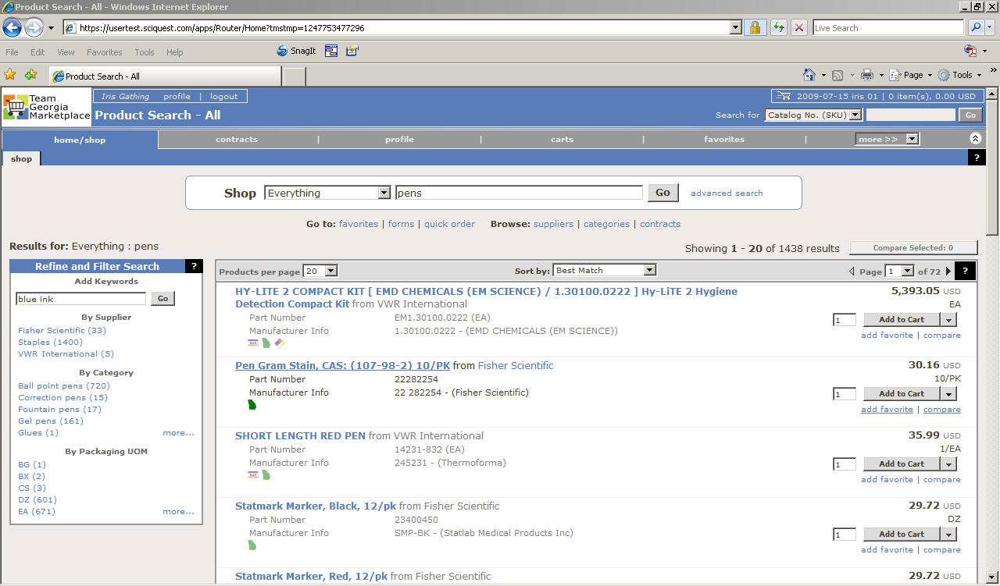 Product Search - All - Windows Internet Explorer
https://usertest.sciquest.com/apps/Router/Home?tmstmp=1247753477296
Live Search
File Edit View Favorites Tools Help
SnagIt
Product Search - All
Page Tools »
Team Georgia Marketplace
Iris Gathing profile | logout
2009-07-15 iris 01 | 0 item(s), 0.00 USD
Product Search - All
Search for Catalog No. (SKU) Go
home/shop contracts | profile | carts | favorites | more >>
shop ?
Shop Everything pens Go advanced search
Go to: favorites | forms | quick order Browse: suppliers | categories | contracts
Results for: Everything : pens
Showing 1 - 20 of 1438 results Compare Selected: 0
Refine and Filter Search ?
Add Keywords
blue ink Go
By Supplier
Fisher Scientific (33)
Staples (1400)
VWR International (5)
By Category
Ball point pens (720)
Correction pens (15)
Fountain pens (17)
Gel pens (161)
Glues (1) more...
By Packaging UOM
BG (1)
BX (2)
CS (3)
DZ (601)
EA (671) more...
Products per page 20 Sort by: Best Match Page 1 of 72 ?
HY-LITE 2 COMPACT KIT [ EMD CHEMICALS (EM SCIENCE) / 1.30100.0222 ] Hy-LiTE 2 Hygiene
Detection Compact Kit from VWR International
5,393.05 USD
EA
Part Number EM1.30100.0222 (EA)
Manufacturer Info 1.30100.0222 - (EMD CHEMICALS (EM SCIENCE))
1 Add to Cart
add favorite | compare
Pen Gram Stain, CAS: (107-98-2) 10/PK from Fisher Scientific
30.16 USD
10/PK
Part Number 22282254
Manufacturer Info 22 282254 - (Fisher Scientific)
1 Add to Cart
add favorite | compare
SHORT LENGTH RED PEN from VWR International
35.99 USD
1/EA
Part Number 14231-832 (EA)
Manufacturer Info 245231 - (Thermoforma)
1 Add to Cart
add favorite | compare
Statmark Marker, Black, 12/pk from Fisher Scientific
29.72 USD
DZ
Part Number 23400450
Manufacturer Info SMP-BK - (Statlab Medical Products Inc)
1 Add to Cart
add favorite | compare
Statmark Marker, Red, 12/pk from Fisher Scientific
29.72 USD